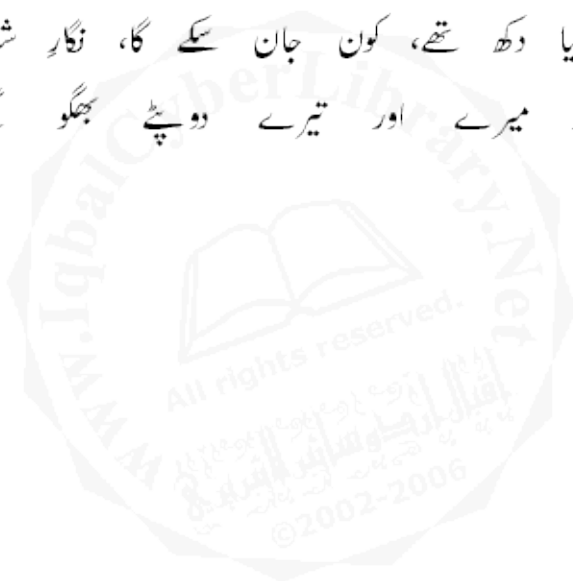 یا دکھ تھے، کون جان سکے گا، نگارِ
میرے اور تیرے دوپٹے بھگو
www.IqbalCyberLibrary.Net
All rights reserved.
©2002-2006